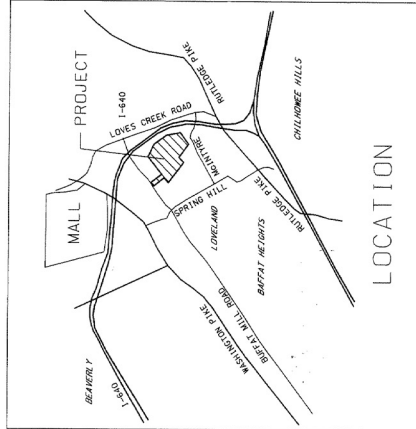 PROJECT
I-640
LOVES CREEK ROAD
RUTLEDGE PIKE
MALL
MCINTYRE
CHILHOWEE HILLS
SPRING HILL
LOVELAND
RUTLEDGE PIKE
BAFFAT HEIGHTS
BUFFAT MILL ROAD
WASHINGTON PIKE
BEAVERLY
I-640
LOCATION